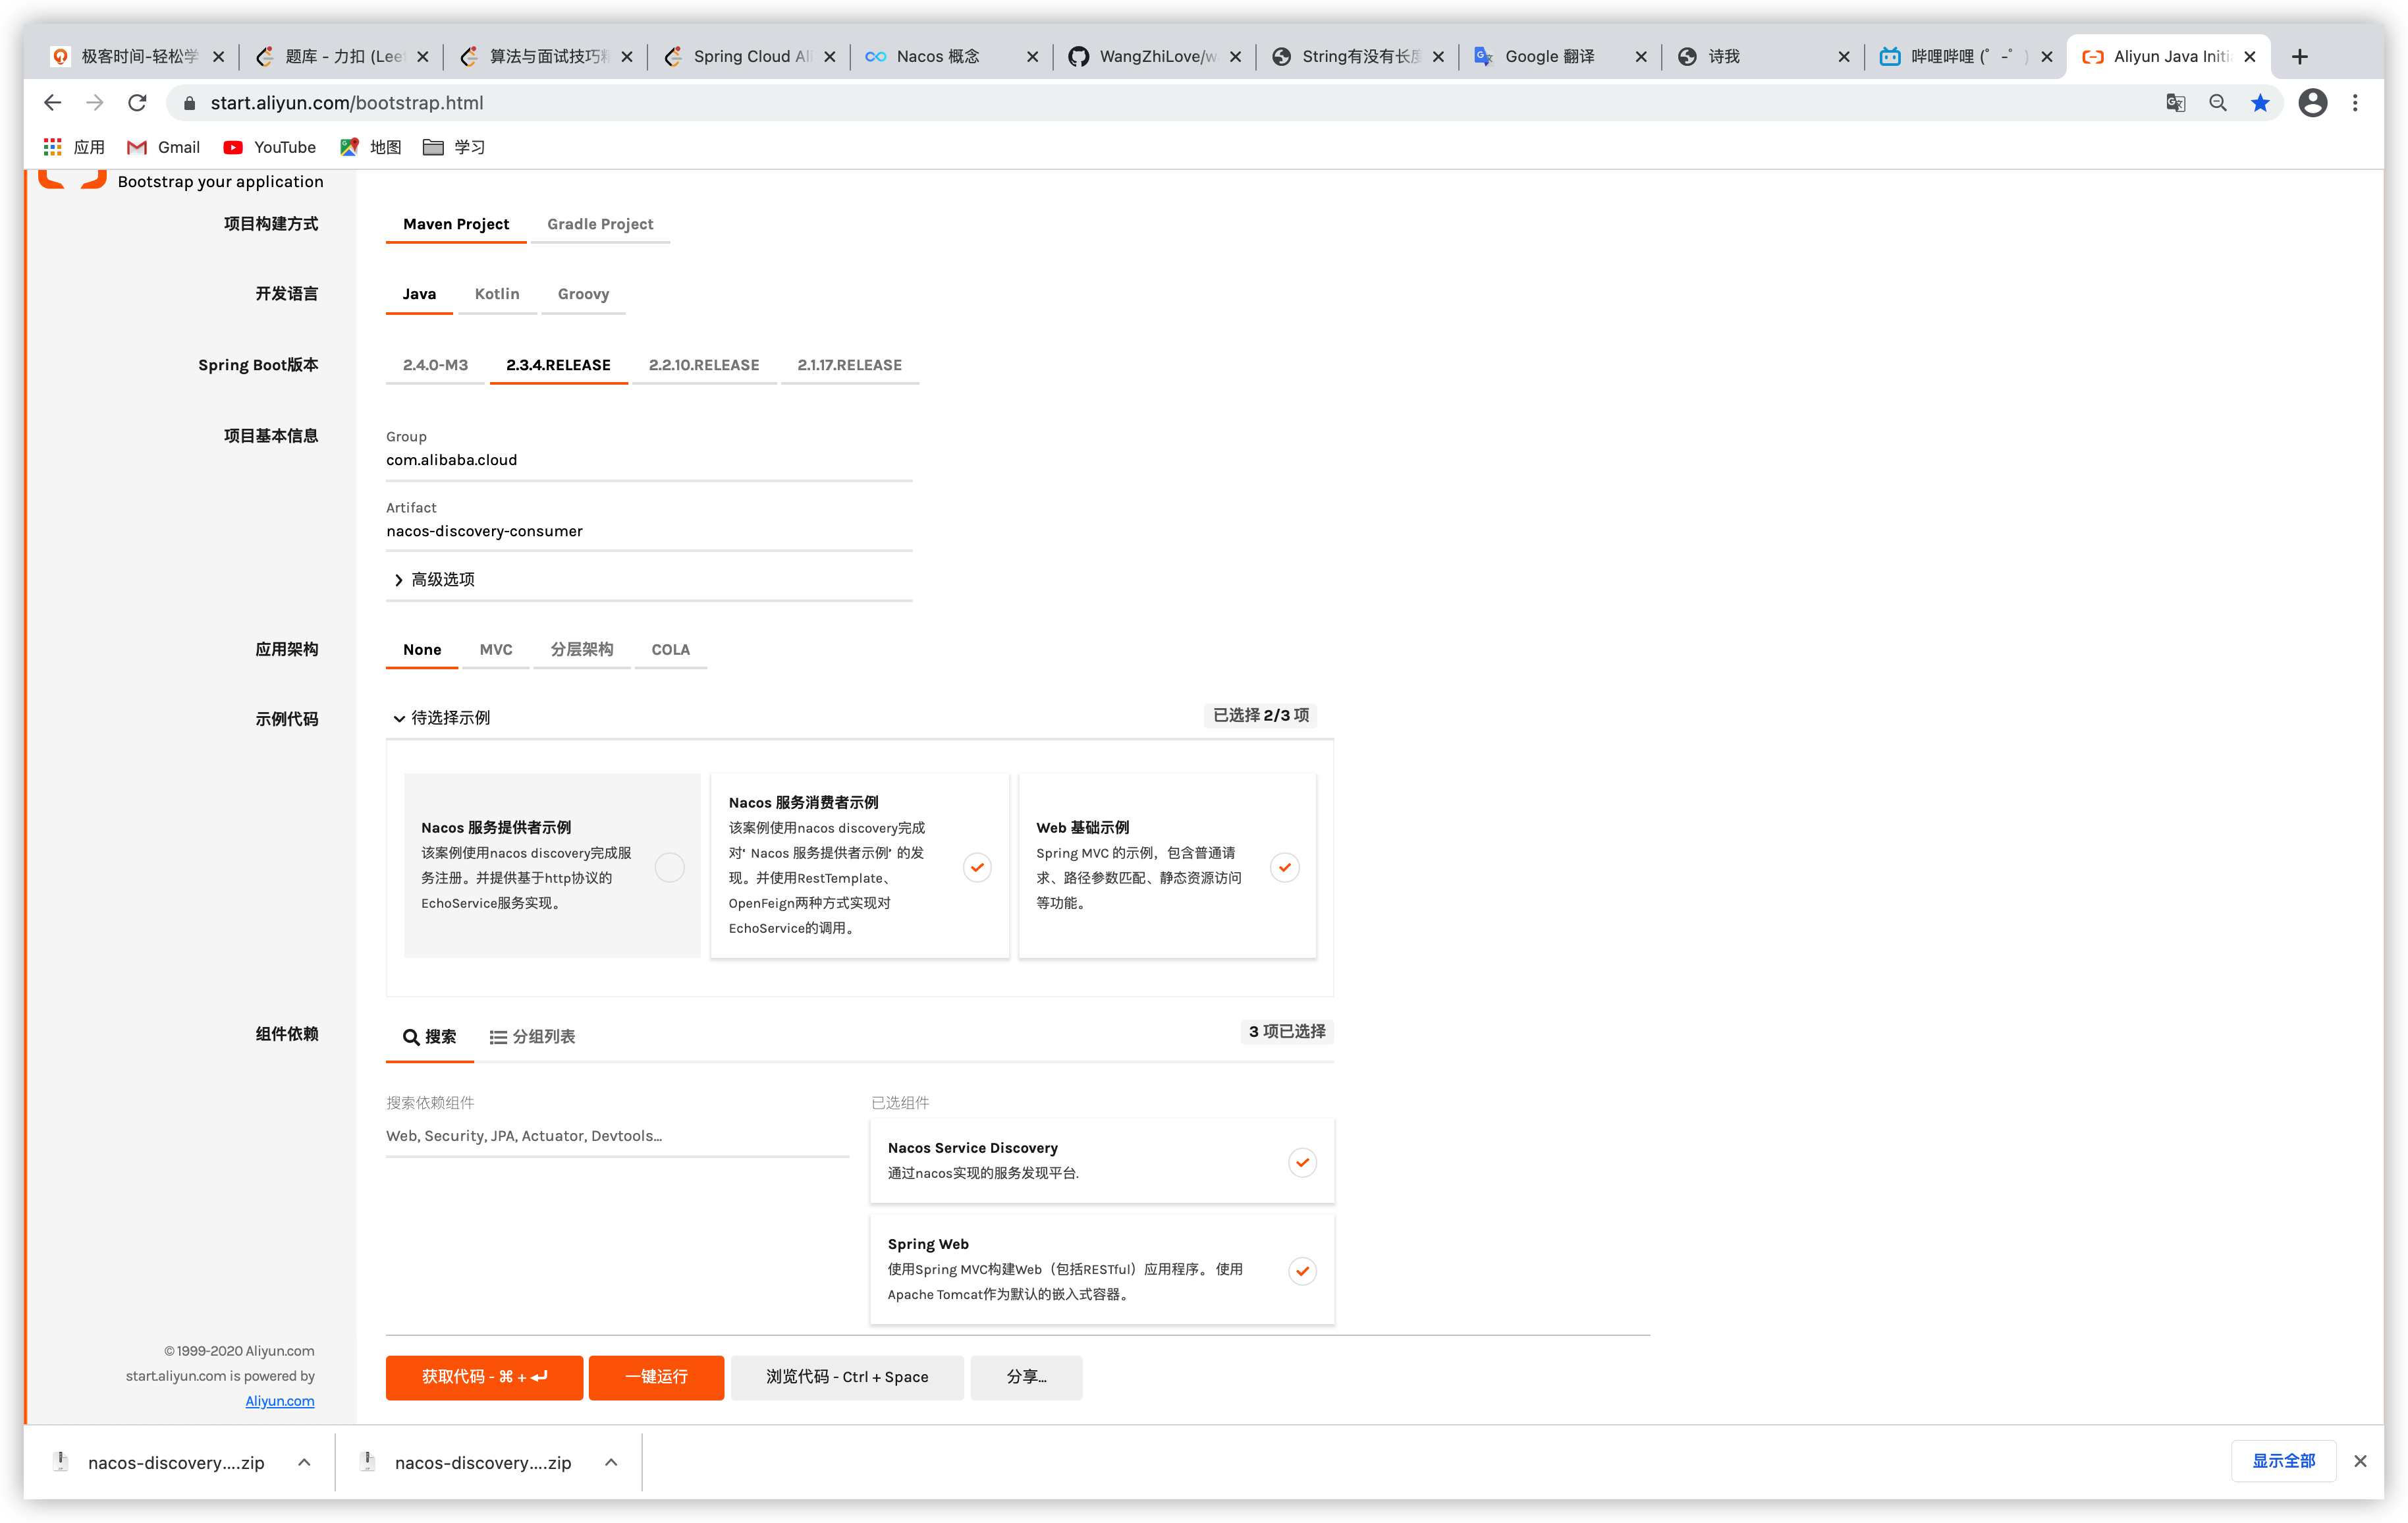 极客时间-轻松学
题库 - 力扣 (Lee
算法与面试技巧
Spring Cloud Al
Nacos 概念
WangZhiLove/w
String有没有长度
Google 翻译
诗我
哔哩哔哩 (゜-゜)
Aliyun Java Initi
start.aliyun.com/bootstrap.html
应用
Gmail
YouTube
地图
学习
Bootstrap your application
项目构建方式
Maven Project
Gradle Project
开发语言
Java
Kotlin
Groovy
Spring Boot版本
2.4.0-M3
2.3.4.RELEASE
2.2.10.RELEASE
2.1.17.RELEASE
项目基本信息
Group
com.alibaba.cloud
Artifact
nacos-discovery-consumer
高级选项
应用架构
None
MVC
分层架构
COLA
示例代码
待选择示例
已选择 2/3 项
Nacos 服务提供者示例
该案例使用nacos discovery完成服
务注册。并提供基于http协议的
EchoService服务实现。
Nacos 服务消费者示例
该案例使用nacos discovery完成
对‘ Nacos 服务提供者示例’ 的发
现。并使用RestTemplate、
OpenFeign两种方式实现对
EchoService的调用。
Web 基础示例
Spring MVC 的示例，包含普通请
求、路径参数匹配、静态资源访问
等功能。
组件依赖
搜索
分组列表
3 项已选择
搜索依赖组件
Web, Security, JPA, Actuator, Devtools...
已选组件
Nacos Service Discovery
通过nacos实现的服务发现平台.
Spring Web
使用Spring MVC构建Web（包括RESTful）应用程序。 使用
Apache Tomcat作为默认的嵌入式容器。
© 1999-2020 Aliyun.com
start.aliyun.com is powered by
Aliyun.com
获取代码 - ⌘ + ↵
一键运行
浏览代码 - Ctrl + Space
分享...
nacos-discovery....zip
nacos-discovery....zip
显示全部